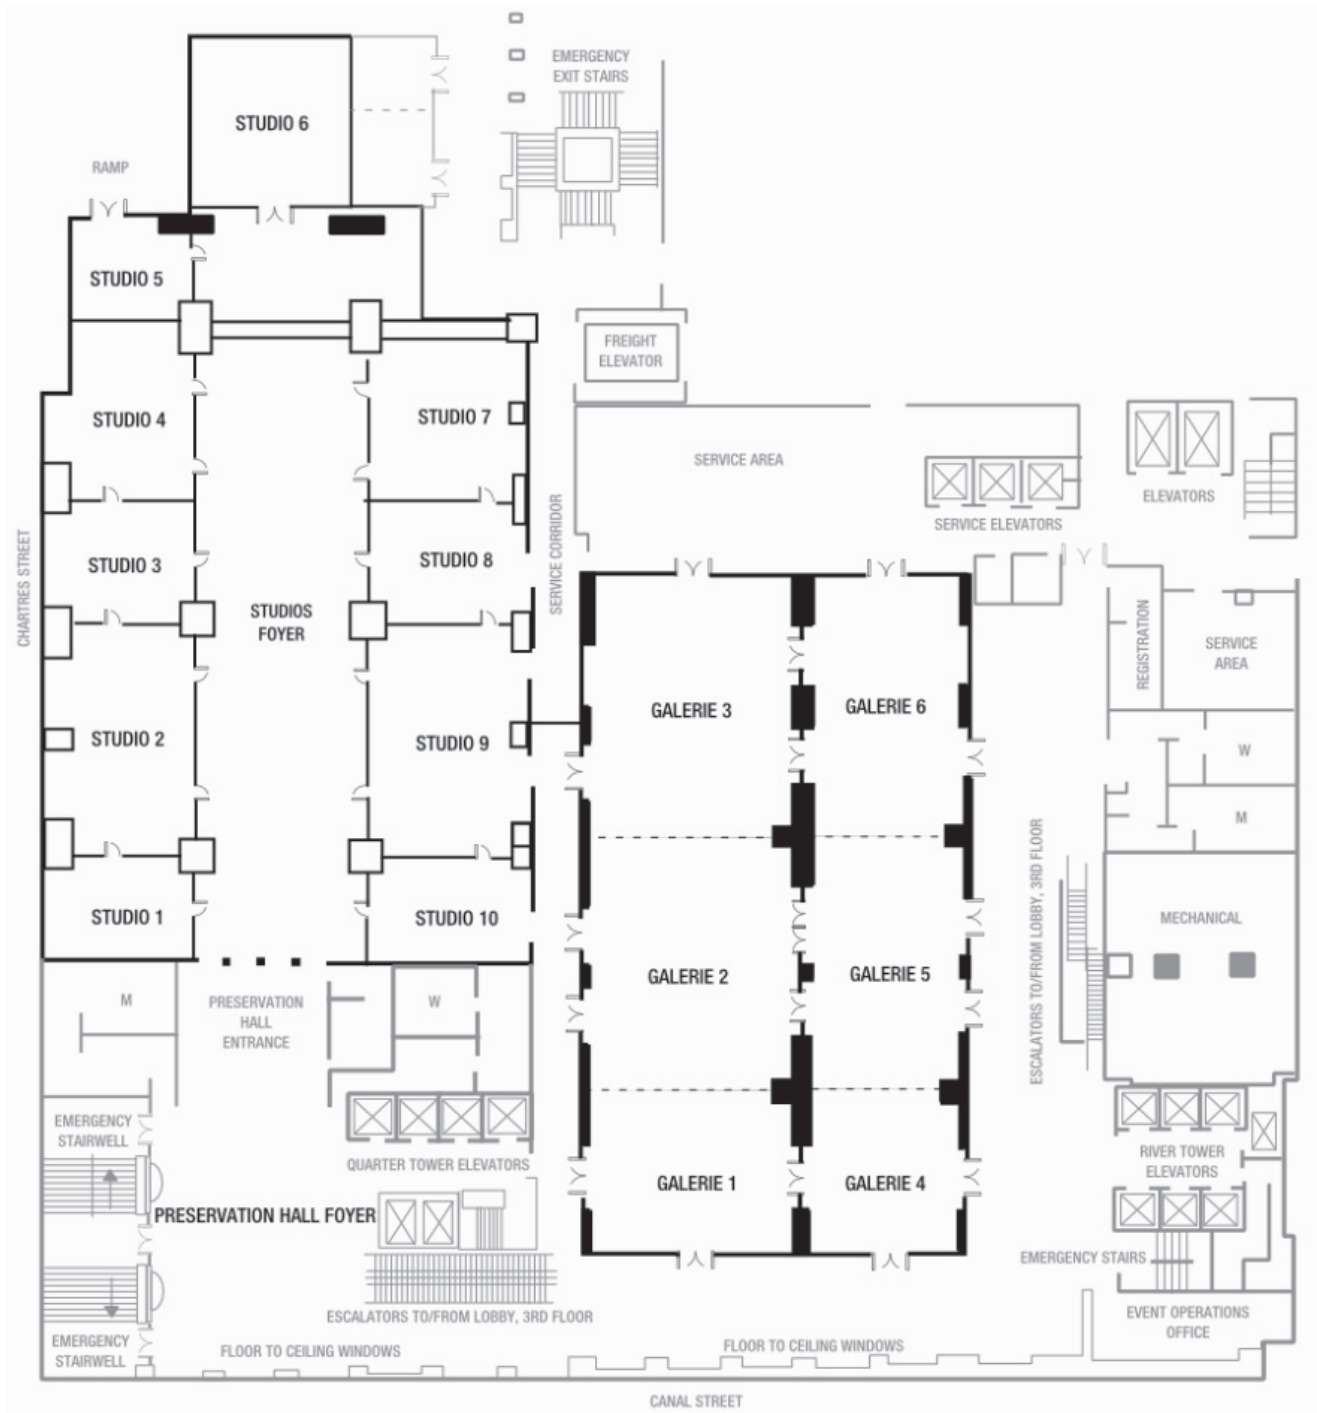 EMERGENCY
EXIT STAIRS
STUDIO 6
RAMP
STUDIO 5
FREIGHT
ELEVATOR
STUDIO 4
STUDIO 7
SERVICE AREA
ELEVATORS
SERVICE ELEVATORS
CHARTRES STREET
STUDIO 3
STUDIO 8
SERVICE CORRIDOR
STUDIOS
FOYER
REGISTRATION
SERVICE
AREA
GALERIE 3
GALERIE 6
STUDIO 2
STUDIO 9
W
M
STUDIO 1
STUDIO 10
ESCALATORS TO/FROM LOBBY, 3RD FLOOR
MECHANICAL
GALERIE 2
GALERIE 5
M
PRESERVATION
HALL
ENTRANCE
W
EMERGENCY
STAIRWELL
QUARTER TOWER ELEVATORS
RIVER TOWER
ELEVATORS
GALERIE 1
GALERIE 4
PRESERVATION HALL FOYER
EMERGENCY STAIRS
ESCALATORS TO/FROM LOBBY, 3RD FLOOR
EVENT OPERATIONS
OFFICE
EMERGENCY
STAIRWELL
FLOOR TO CEILING WINDOWS
FLOOR TO CEILING WINDOWS
CANAL STREET